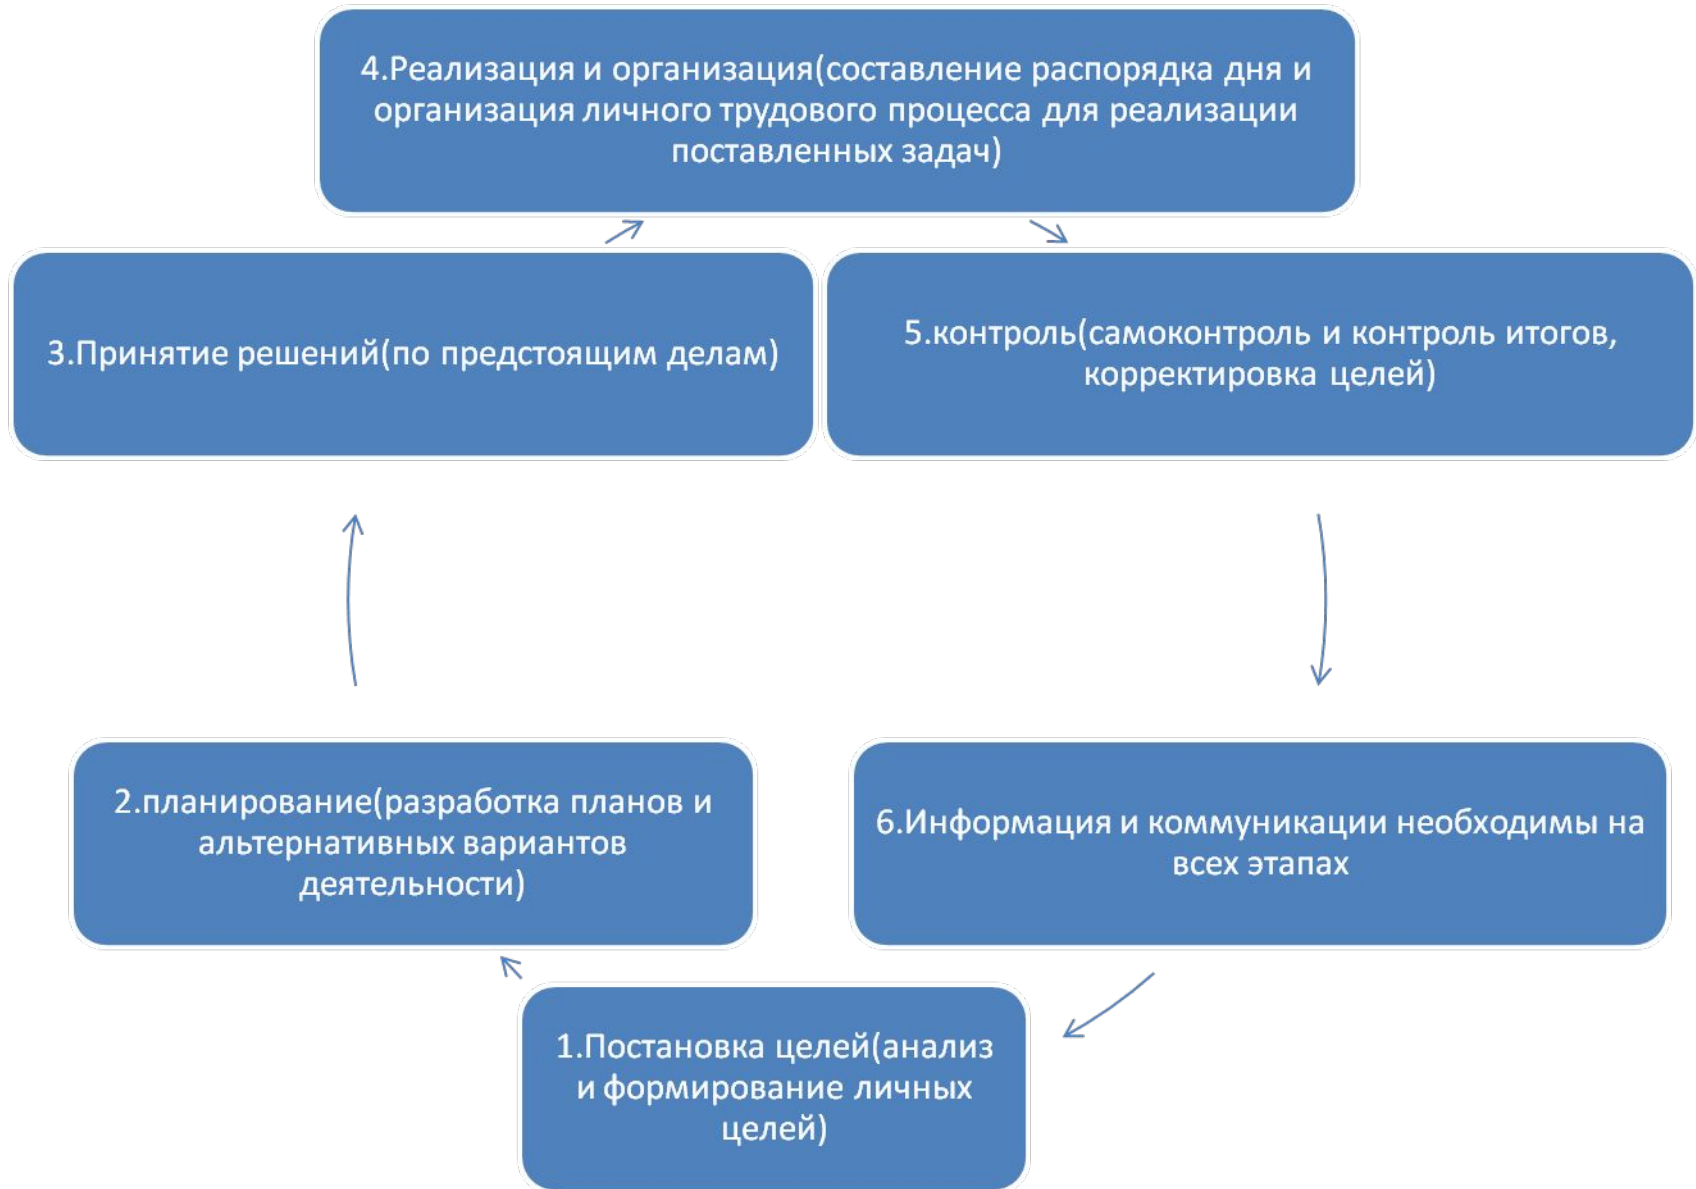 4.Реализация и организация(составление распорядка дня и
организация личного трудового процесса для реализации
поставленных задач)
3.Принятие решений(по предстоящим делам)
5.контроль(самоконтроль и контроль итогов,
корректировка целей)
2.планирование(разработка планов и
альтернативных вариантов
деятельности)
6.Информация и коммуникации необходимы на
всех этапах
1.Постановка целей(анализ
и формирование личных
целей)